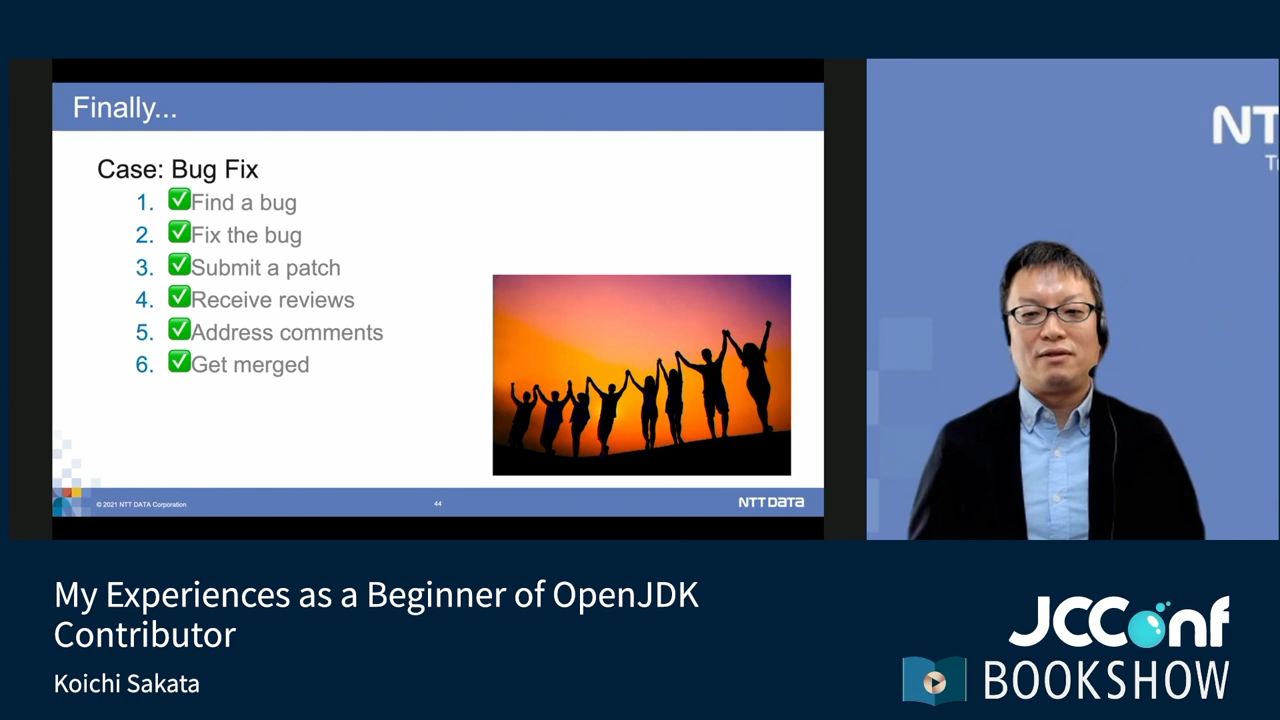 Finally...
Case: Bug Fix
1. ✅Find a bug
2. ✅Fix the bug
3. ✅Submit a patch
4. ✅Receive reviews
5. ✅Address comments
6. ✅Get merged
© 2021 NTT DATA Corporation
44
NTT DATA
NT
T
My Experiences as a Beginner of OpenJDK
Contributor
Koichi Sakata
JCConf
BOOKSHOW